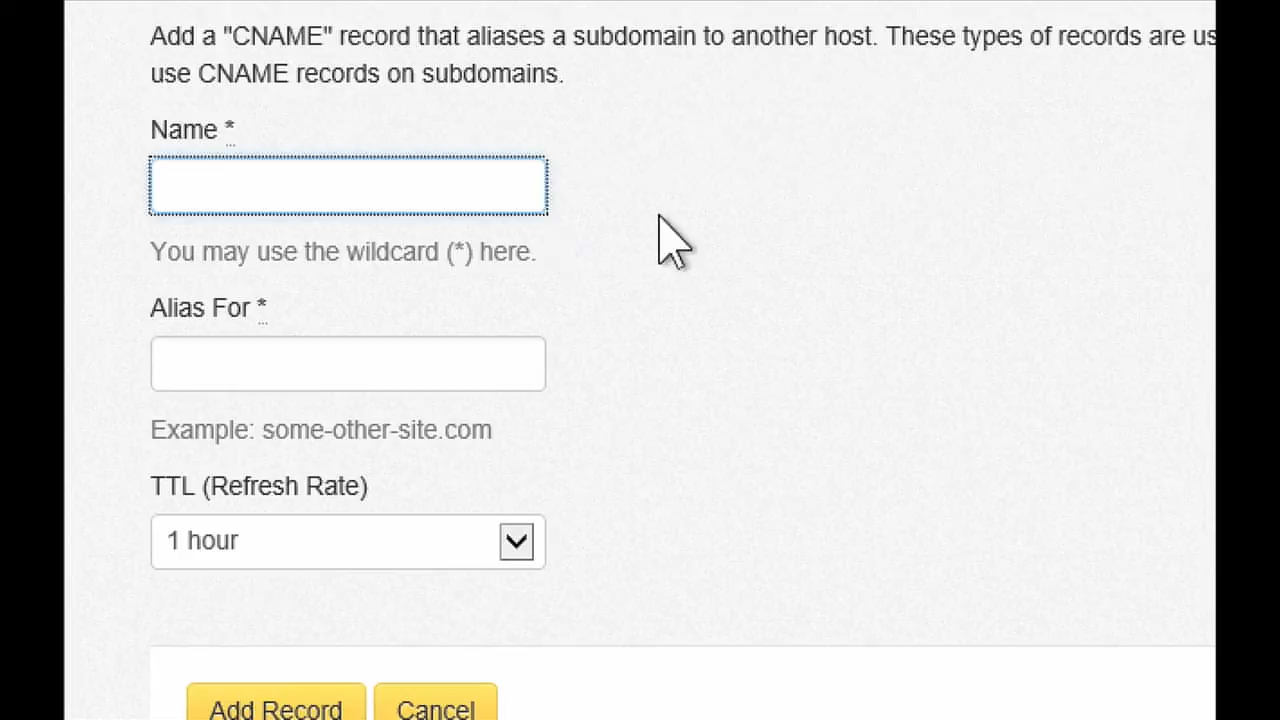 Add a "CNAME" record that aliases a subdomain to another host. These types of records are
use CNAME records on subdomains.
Name *
You may use the wildcard (*) here.
Alias For *
Example: some-other-site.com
TTL (Refresh Rate)
1 hour
Add Record Cancel